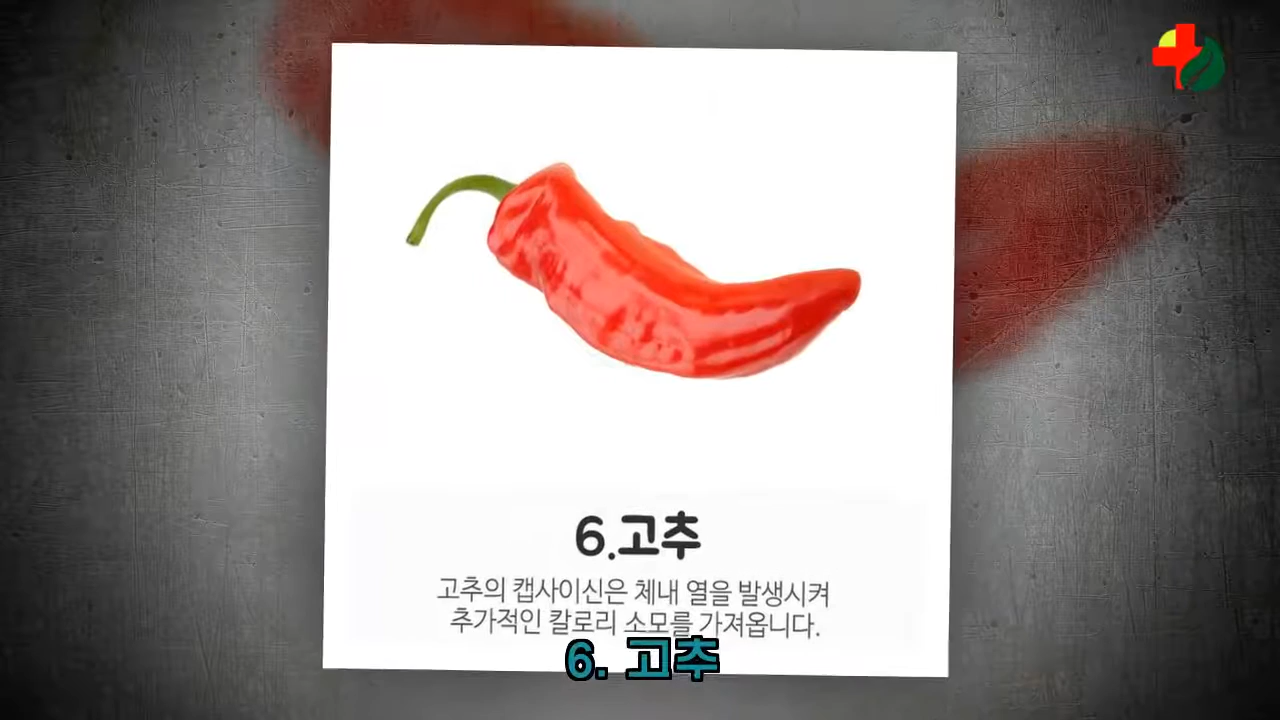 6.고추
고추의 캡사이신은 체내 열을 발생시켜
추가적인 칼로리 소모를 가져옵니다.
6. 고추